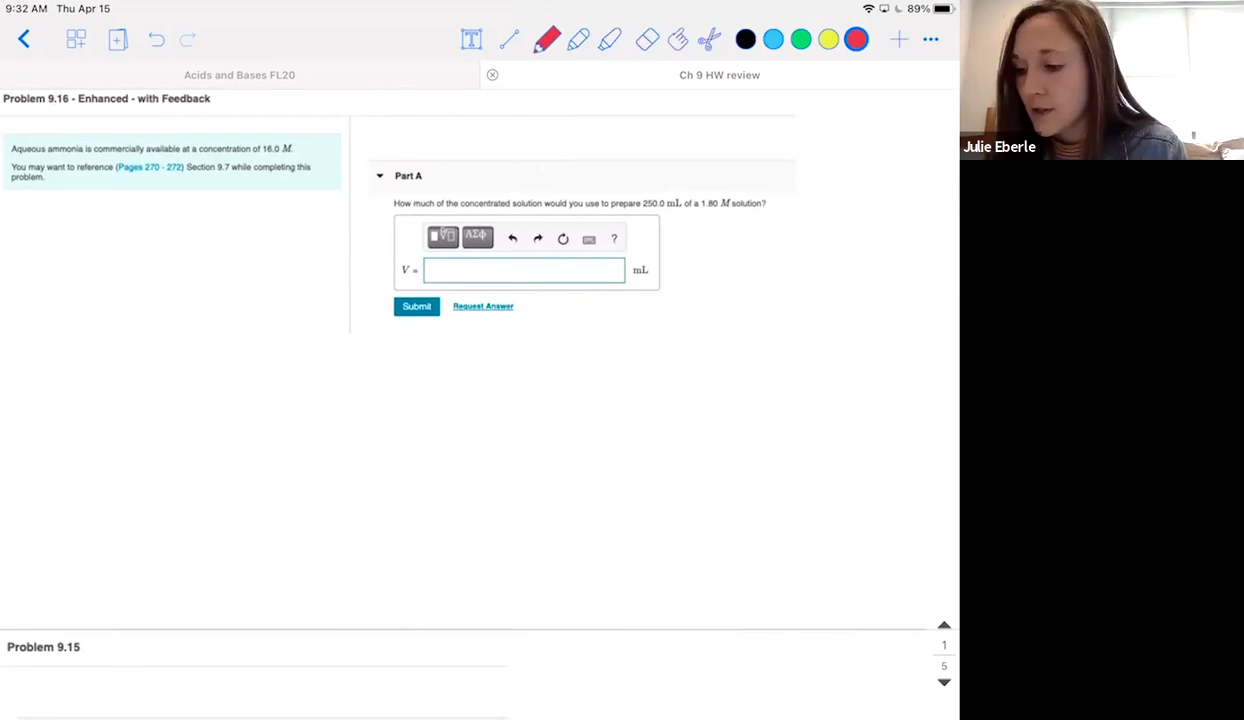 9:32 AM Thu Apr 15
89%
Acids and Bases FL20
Ch 9 HW review
Problem 9.16 - Enhanced - with Feedback
Aqueous ammonia is commercially available at a concentration of 16.0 M.
You may want to reference (Pages 270 - 272) Section 9.7 while completing this
problem.
Part A
How much of the concentrated solution would you use to prepare 250.0 mL of a 1.80 M solution?
ΑΣΦ
?
V =
mL
Submit
Request Answer
Problem 9.15
1
5
Julie Eberle